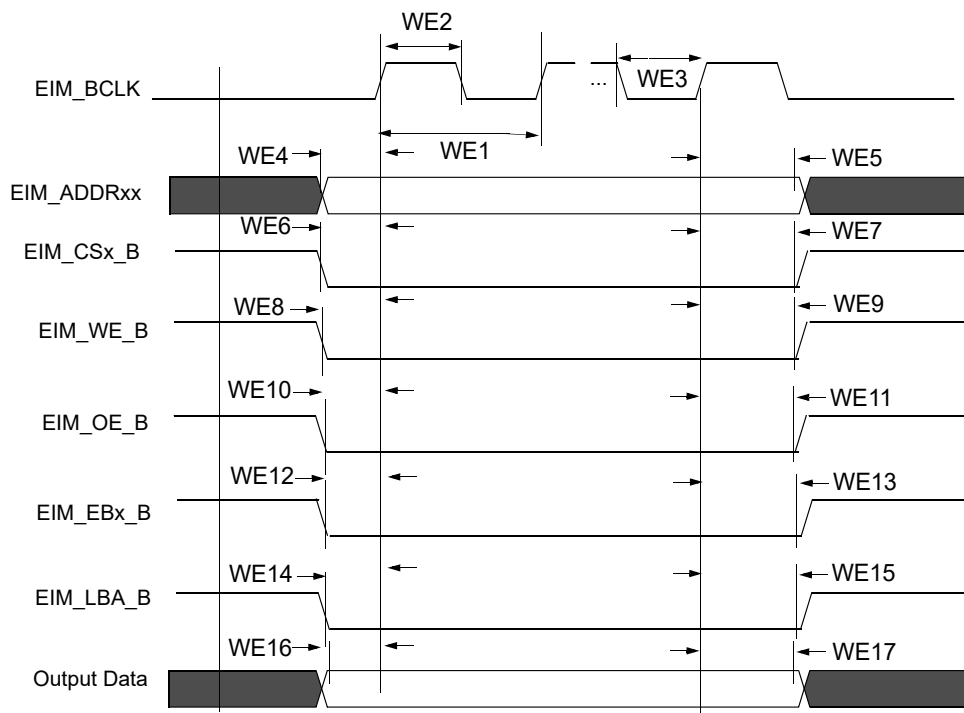 WE2
EIM_BCLK
...
WE3
WE1
WE4
WE5
EIM_ADDRxx
WE6
WE7
EIM_CSx_B
WE8
WE9
EIM_WE_B
WE10
WE11
EIM_OE_B
WE12
WE13
EIM_EBx_B
WE14
WE15
EIM_LBA_B
WE16
WE17
Output Data